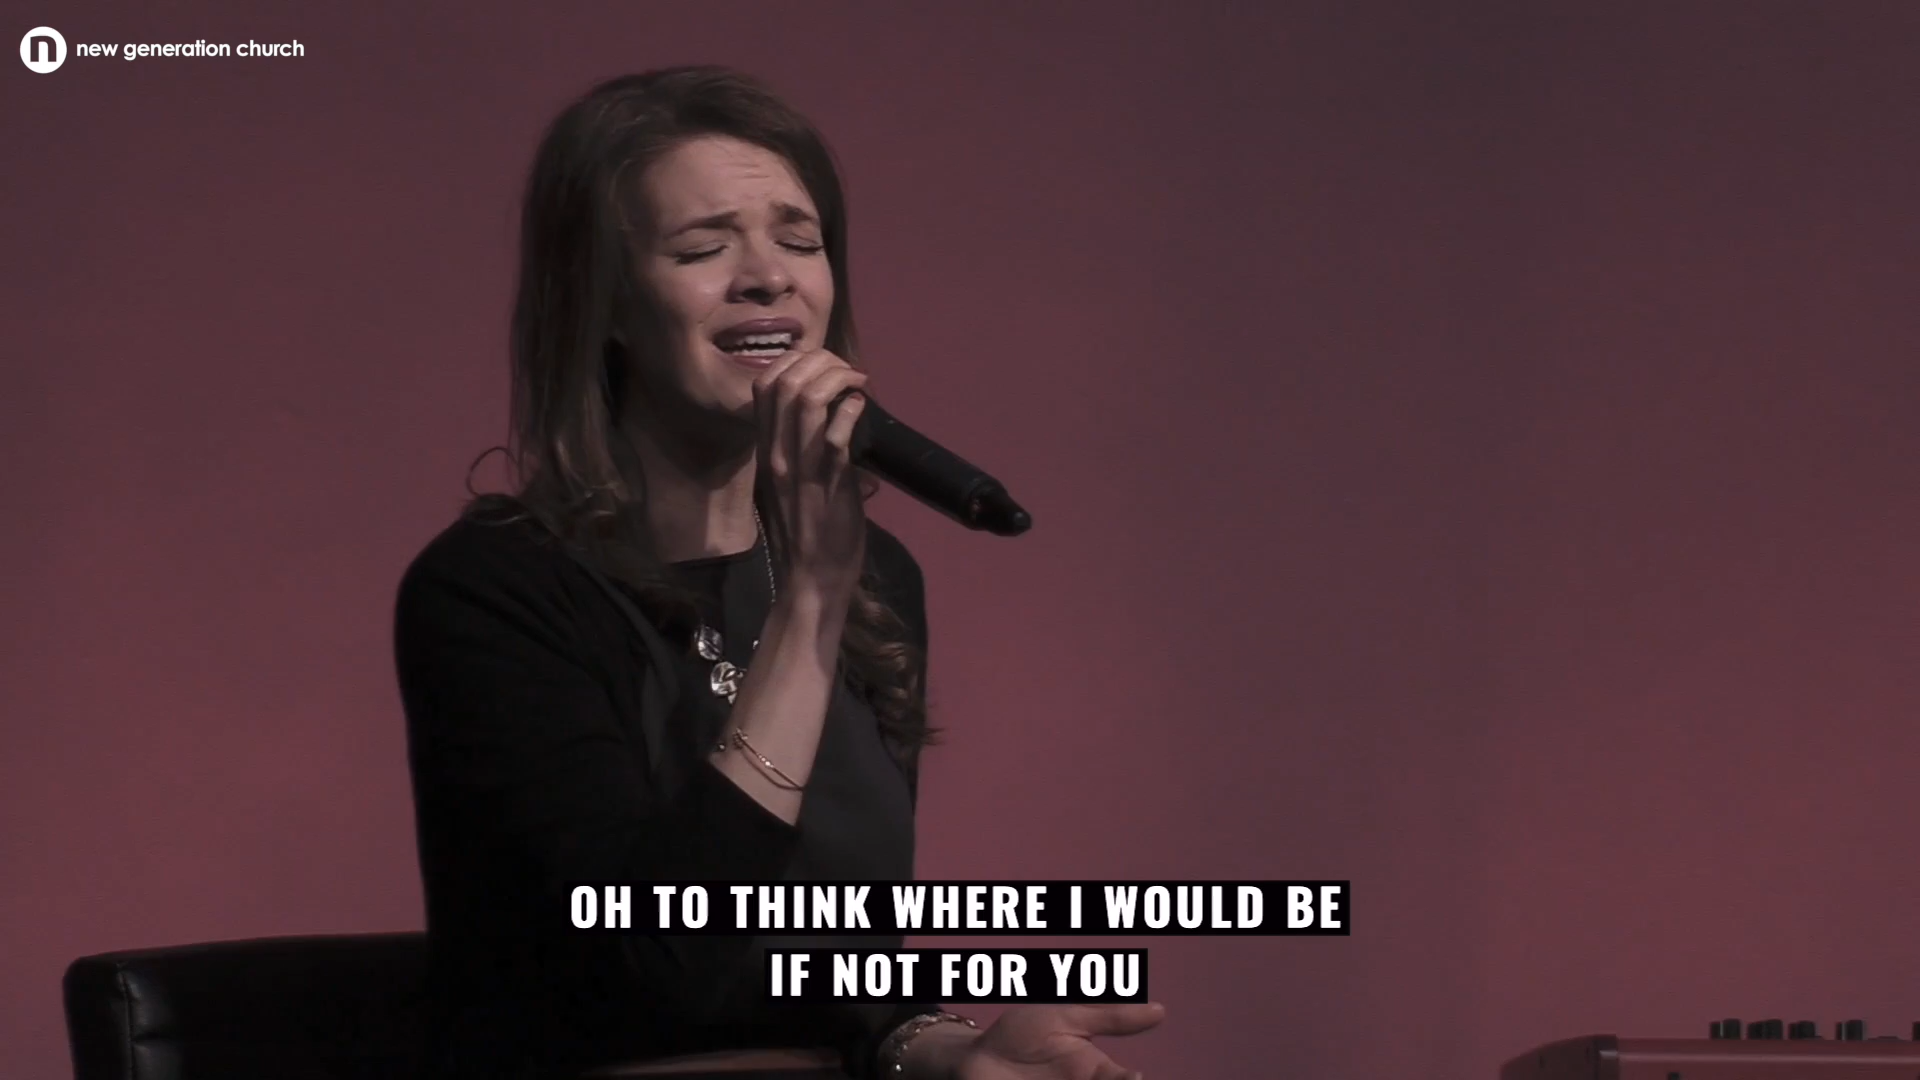 n new generation church
OH TO THINK WHERE I WOULD BE
IF NOT FOR YOU